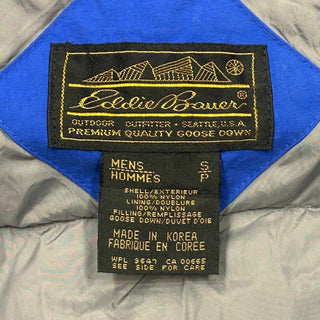 Eddie Bauer®
OUTDOOR OUTFITTER • SEATTLE, U.S.A.
PREMIUM QUALITY GOOSE DOWN
MENS S
HOMMES P
SHELL/EXTERIEUR
100% NYLON
LINING/DOUBLURE
100% NYLON
FILLING/REMPLISSAGE
GOOSE DOWN/DUVET D'OIE
MADE IN KOREA
FABRIQUE EN COREE
WPL 9647 CA 00665
SEE SIDE FOR CARE